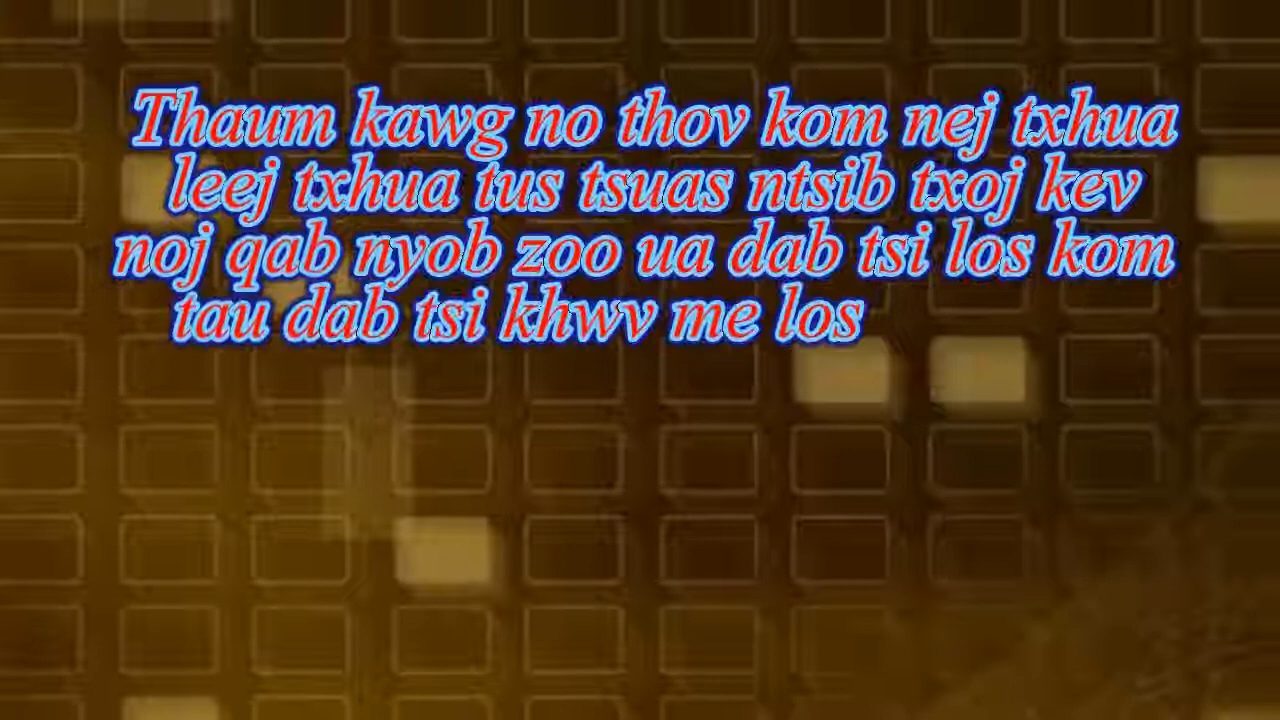 Thaum kawg no thov kom nej txhua
leej txhua tus tsuas ntsib txoj kev
noj qab nyob zoo ua dab tsi los kom
tau dab tsi khwv me los